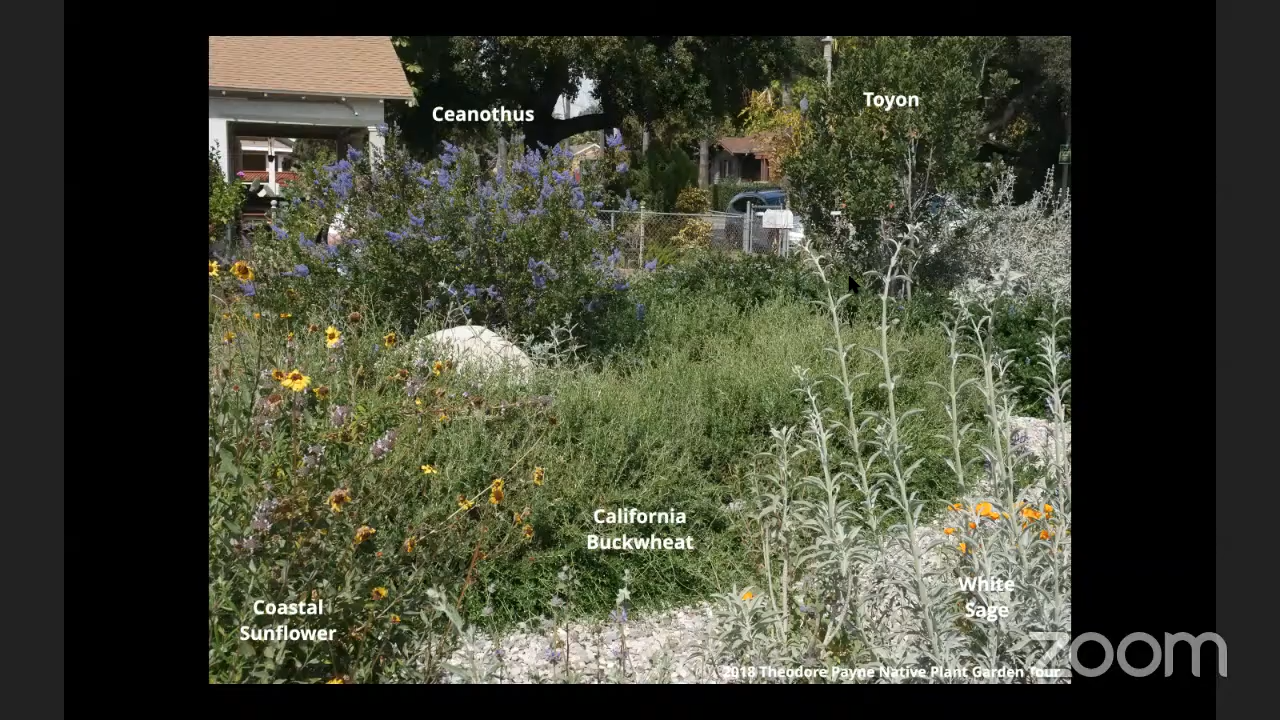 Toyon
Ceanothus
California
Buckwheat
White
Sage
Coastal
Sunflower
2018 Theodore Payne Native Plant Garden Tour
zoom